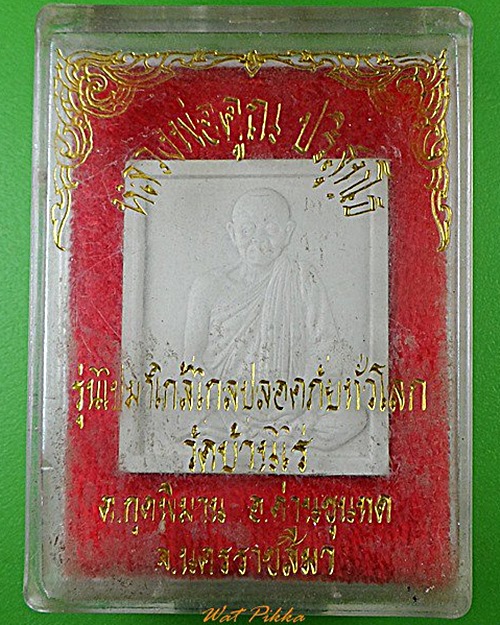 หลวงพ่อคูณ ปริสุทโธ
รุ่นไปมาใกล้ไกลปลอดภัยทั่วโลก
วัดบ้านไร่
ต.กุดพิมาน อ.ด่านขุนทด
จ.นครราชสีมา
Wat Pikka